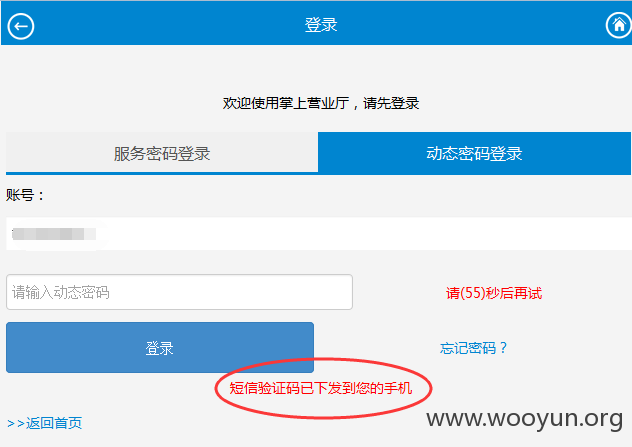 登录
欢迎使用掌上营业厅，请先登录
服务密码登录
动态密码登录
账号：
请输入动态密码
请(55)秒后再试
登录
忘记密码？
短信验证码已下发到您的手机
>>返回首页
www.wooyun.org